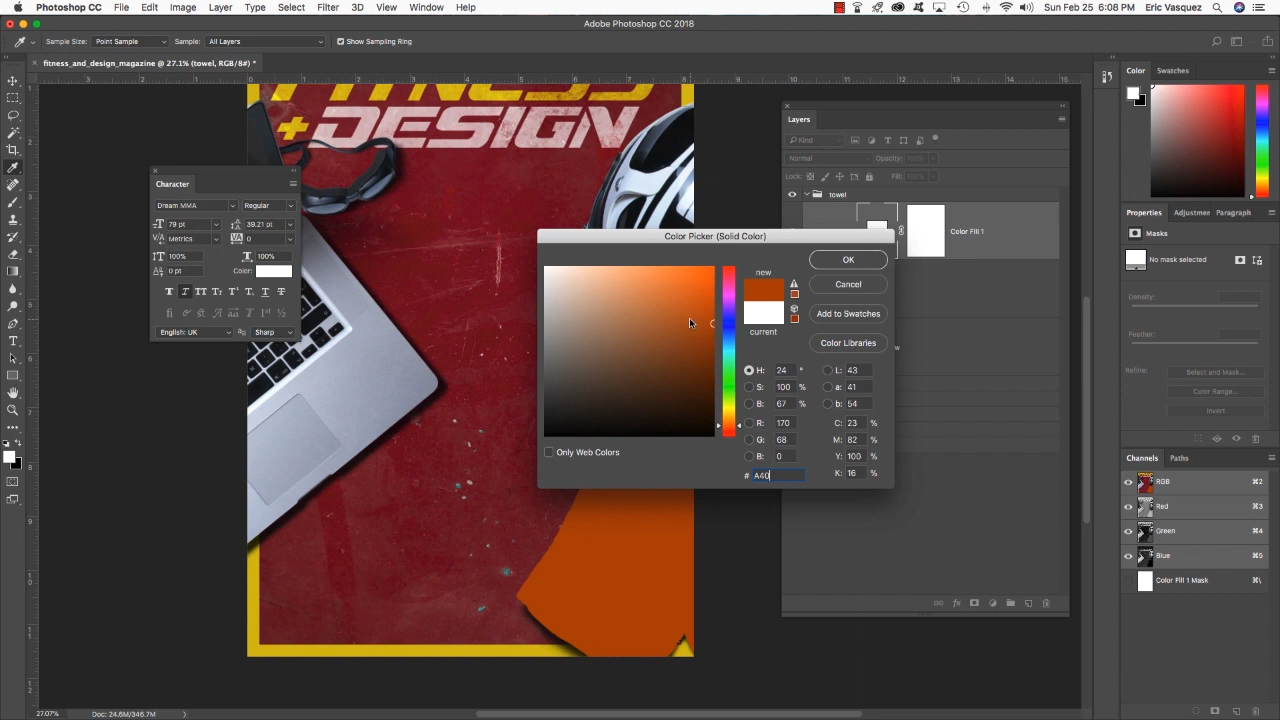 Photoshop CC File Edit Image Layer Type Select Filter 3D View Window Help Sun Feb 25 6:08 PM Eric Vasquez
Adobe Photoshop CC 2018
Sample Size: Point Sample Sample: All Layers Show Sampling Ring
fitness_and_design_magazine @ 27.1% (towel, RGB/8#) *
FITNESS
+DESIGN
Character
Dream MMA Regular
79 pt 39.21 pt
Metrics 0
100% 100%
0 pt Color:
English: UK Sharp
Color Picker (Solid Color)
new
current
OK
Cancel
Add to Swatches
Color Libraries
H: 24 ° L: 43
S: 100 % a: 41
B: 67 % b: 54
R: 170 C: 23 %
G: 68 M: 82 %
B: 0 Y: 100 %
# A40 K: 16 %
Only Web Colors
Layers
Kind
Normal Opacity: 100%
Lock: Fill: 100%
towel
Color Fill 1
Color Swatches
Properties Adjustmen Paragraph
Masks
No mask selected
Density:
Feather:
Refine: Select and Mask...
Color Range...
Invert
Channels Paths
RGB ⌘2
Red ⌘3
Green ⌘4
Blue ⌘5
Color Fill 1 Mask ⌘\
27.07% Doc: 24.6M/346.7M